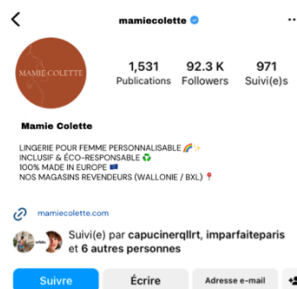 mamiecolette
MAMIE COLETTE
1,531 92.3 K 971
Publications Followers Suivi(e)s
Mamie Colette
LINGERIE POUR FEMME PERSONNALISABLE 🌈✨
INCLUSIF & ÉCO-RESPONSABLE ♻️
100% MADE IN EUROPE 🇪🇺
NOS MAGASINS REVENDEURS (WALLONIE / BXL) 📍
mamiecolette.com
Suivi(e) par capucinerqllrt, imparfaiteparis
et 6 autres personnes
Suivre Écrire Adresse e-mail